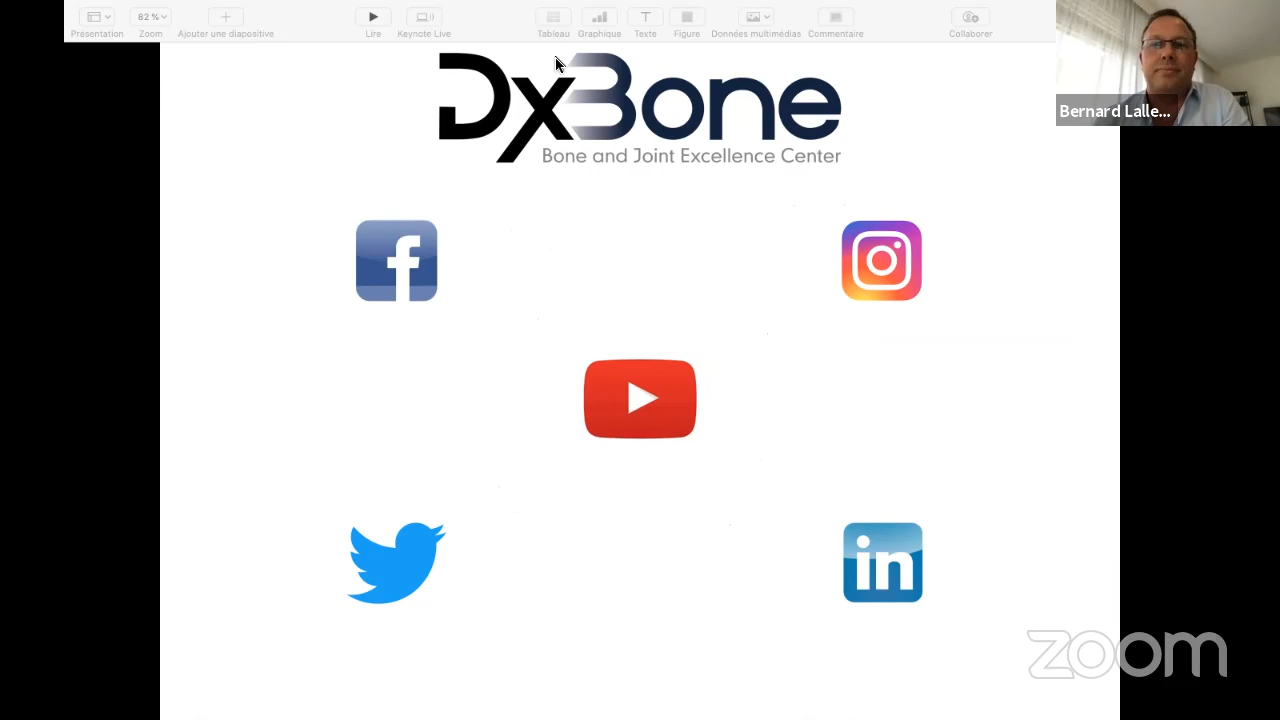 82 %
Présentation Zoom Ajouter une diapositive Lire Keynote Live Tableau Graphique Texte Figure Données multimédias Commentaire Collaborer
T
Bernard Lalle...
DxBone
Bone and Joint Excellence Center
f
in
zoom